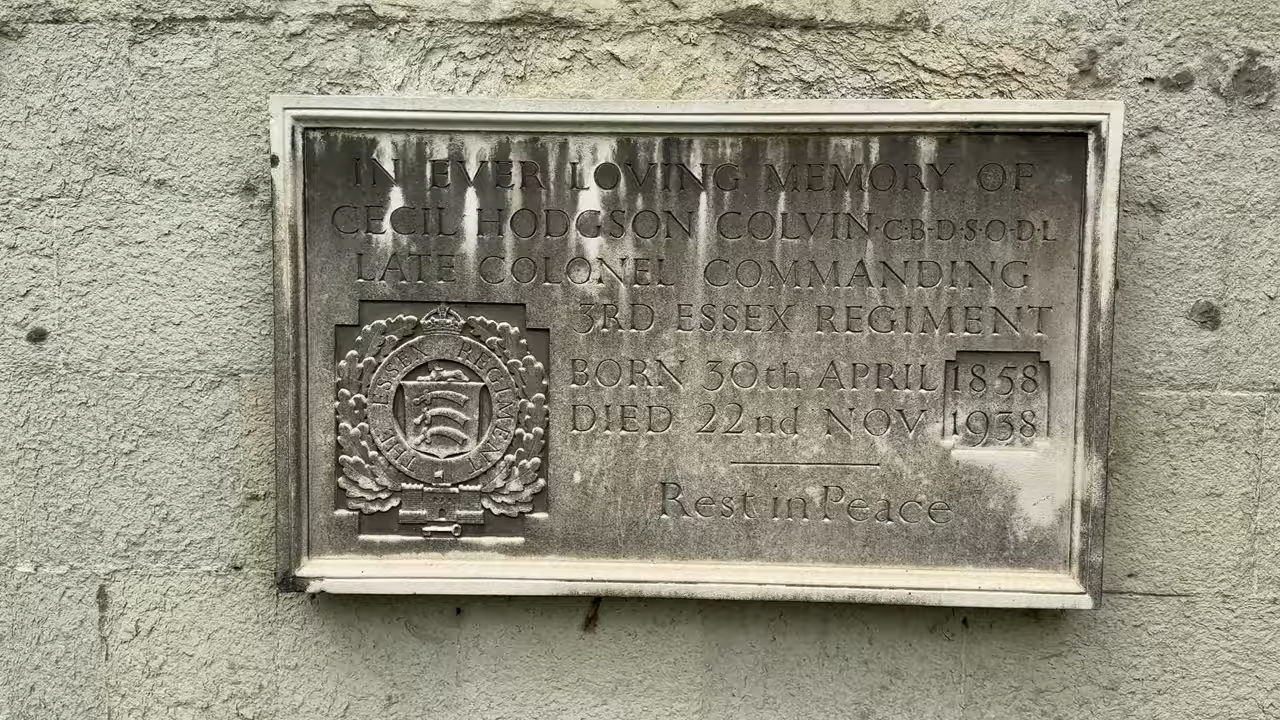 IN EVER LOVING MEMORY OF
CECIL HODGSON COLVIN·C·B·D·S·O·D·L
LATE COLONEL COMMANDING
3RD ESSEX REGIMENT
BORN 30th APRIL 1858
DIED 22nd NOV 1938
Rest in Peace
THE ESSEX REGIMENT